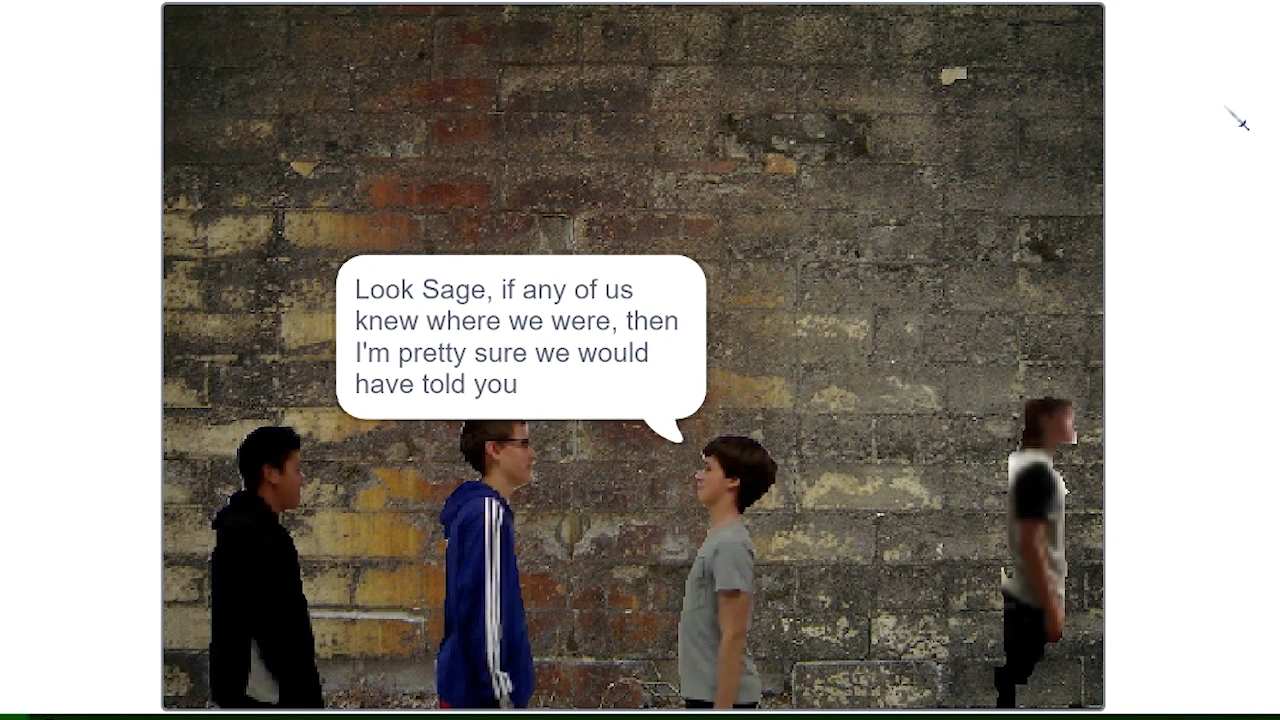 Look Sage, if any of us
knew where we were, then
I'm pretty sure we would
have told you